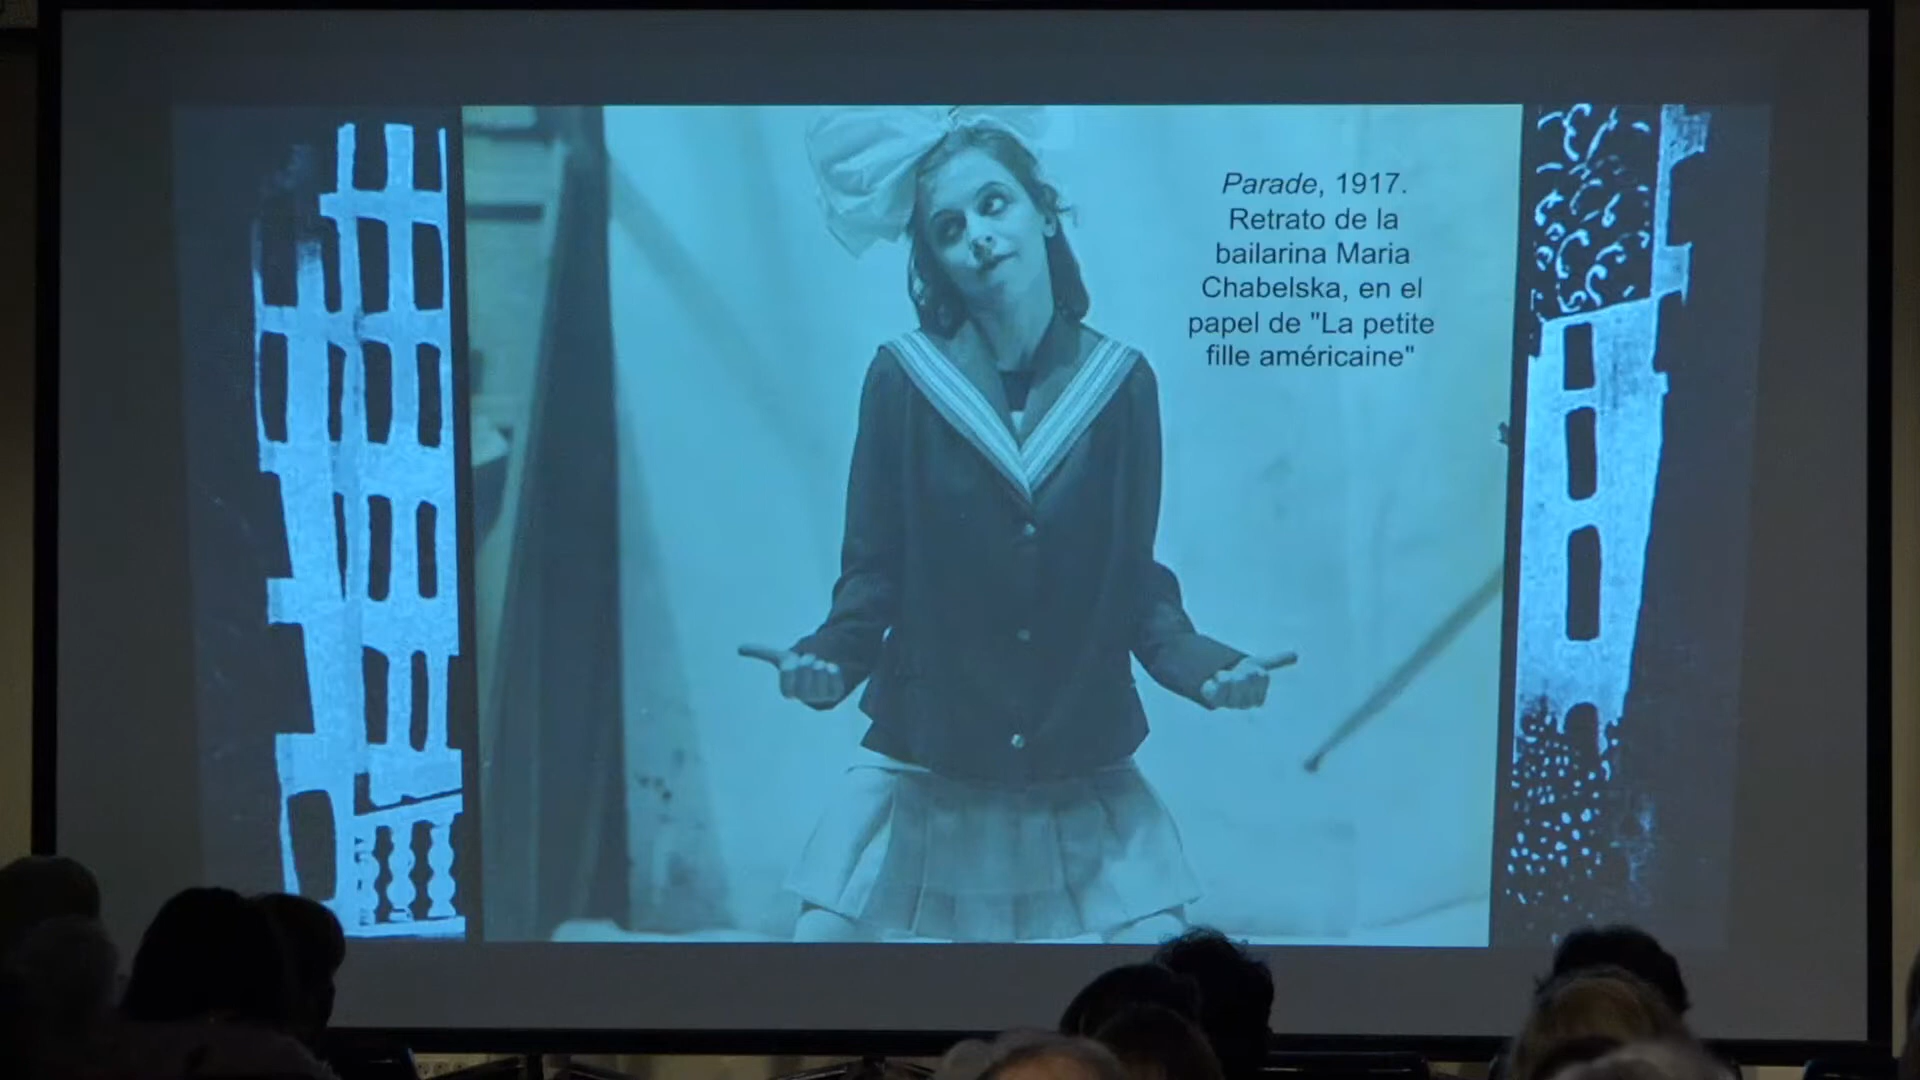 Parade, 1917.
Retrato de la
bailarina Maria
Chabelska, en el
papel de "La petite
fille américaine"